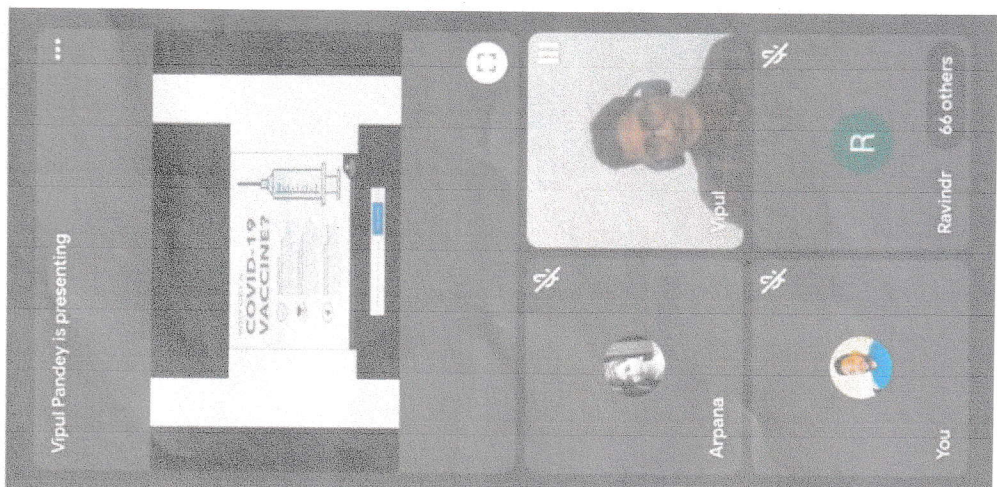 Vipul Pandey is presenting
COVID-19
VACCINE?
Arpana
Vipul
You
R
Ravindr
66 others